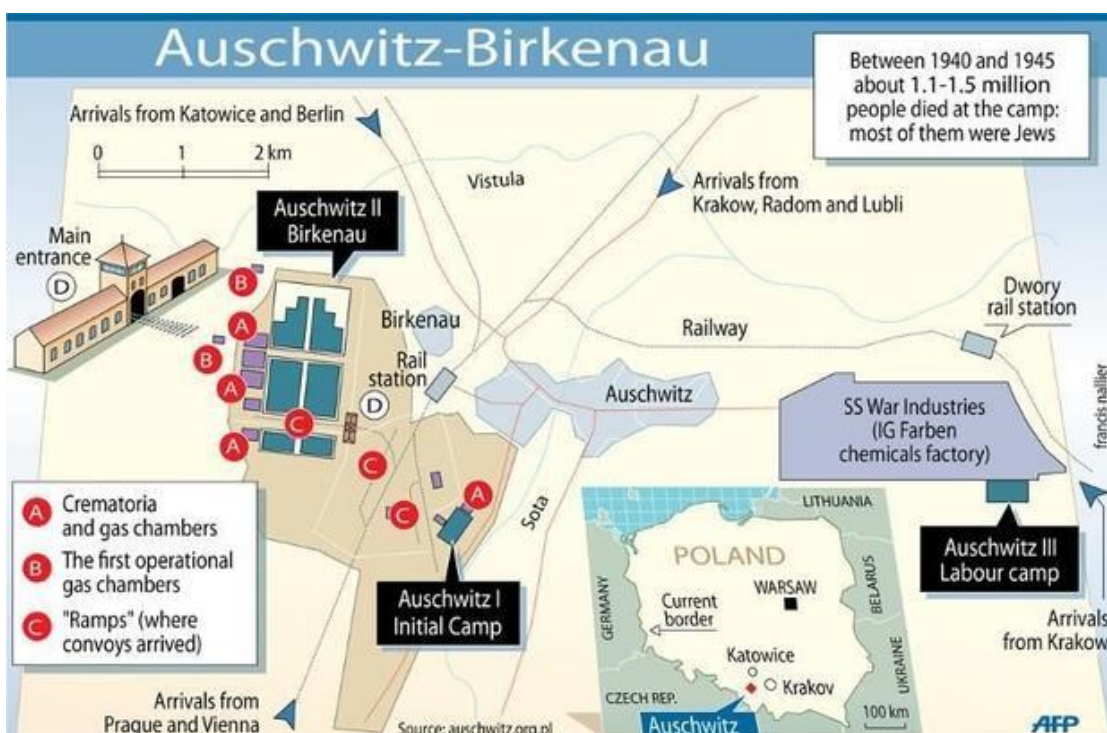 Auschwitz-Birkenau
Between 1940 and 1945
about 1.1-1.5 million
people died at the camp:
most of them were Jews
Arrivals from Katowice and Berlin
0 1 2 km
Vistula
Arrivals from
Krakow, Radom and Lubli
Auschwitz II
Birkenau
Main
entrance
D
B
A
B
A
C
A
C
C
A
D
Birkenau
Rail
station
Railway
Dwory
rail station
Auschwitz
SS War Industries
(IG Farben
chemicals factory)
francis nallier
A Crematoria
and gas chambers
B The first operational
gas chambers
C "Ramps" (where
convoys arrived)
Sota
Auschwitz I
Initial Camp
Auschwitz III
Labour camp
Arrivals
from Krakow
Arrivals from
Prague and Vienna
Source: auschwitz.org.pl
LITHUANIA
POLAND
WARSAW
BELARUS
GERMANY
Current
border
Katowice
Krakov
UKRAINE
CZECH REP.
Auschwitz
100 km
AFP